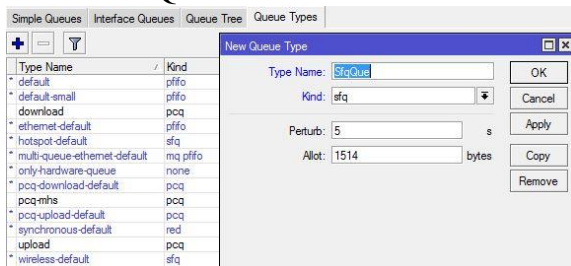 Simple Queues Interface Queues Queue Tree Queue Types
Type Name / Kind
* default pfifo
* default-small pfifo
download pcq
* ethernet-default pfifo
* hotspot-default sfq
* multi-queue-ethernet-default mq pfifo
* only-hardware-queue none
* pcq-download-default pcq
pcq-mhs pcq
* pcq-upload-default pcq
* synchronous-default red
upload pcq
* wireless-default sfq
New Queue Type
Type Name: SfqQue
Kind: sfq
Perturb: 5 s
Allot: 1514 bytes
OK
Cancel
Apply
Copy
Remove